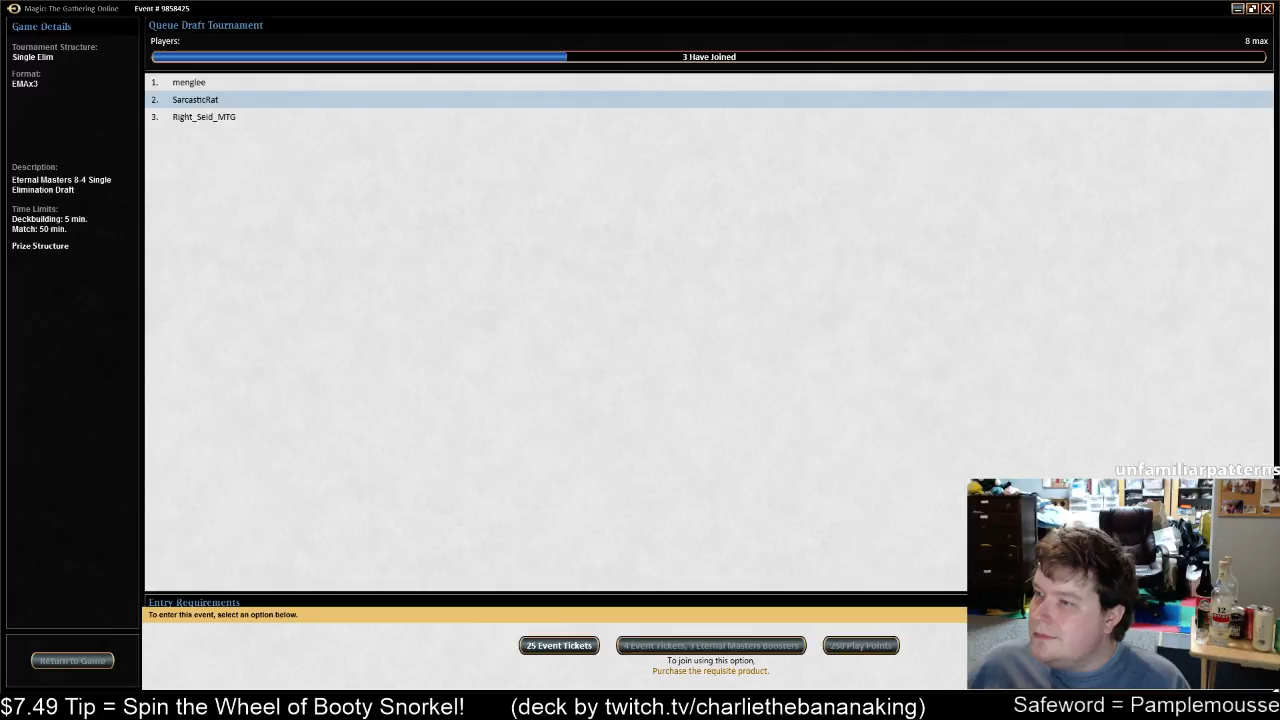 Magic: The Gathering Online
Event # 9858425
Game Details
Tournament Structure:
Single Elim
Format:
EMAx3
Description:
Eternal Masters 8-4 Single
Elimination Draft
Time Limits:
Deckbuilding: 5 min.
Match: 50 min.
Prize Structure
Return to Game
Queue Draft Tournament
Players:
8 max
3 Have Joined
1. menglee
2. SarcasticRat
3. Right_Seid_MTG
Entry Requirements
To enter this event, select an option below.
25 Event Tickets
4 Event Tickets, 3 Eternal Masters Boosters
250 Play Points
To join using this option,
Purchase the requisite product.
unfamiliarpatterns
12
$7.49 Tip = Spin the Wheel of Booty Snorkel!
(deck by twitch.tv/charliethebananaking)
Safeword = Pamplemousse